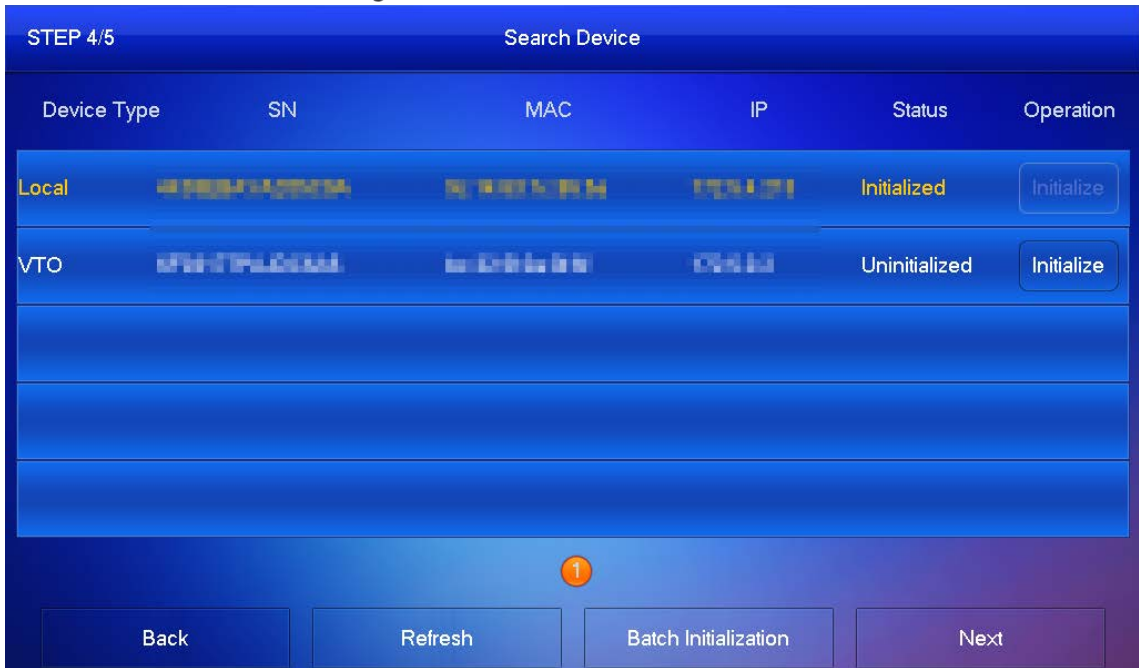 STEP 4/5 Search Device
Device Type SN MAC IP Status Operation
Local Initialized Initialize
VTO Uninitialized Initialize
1
Back Refresh Batch Initialization Next